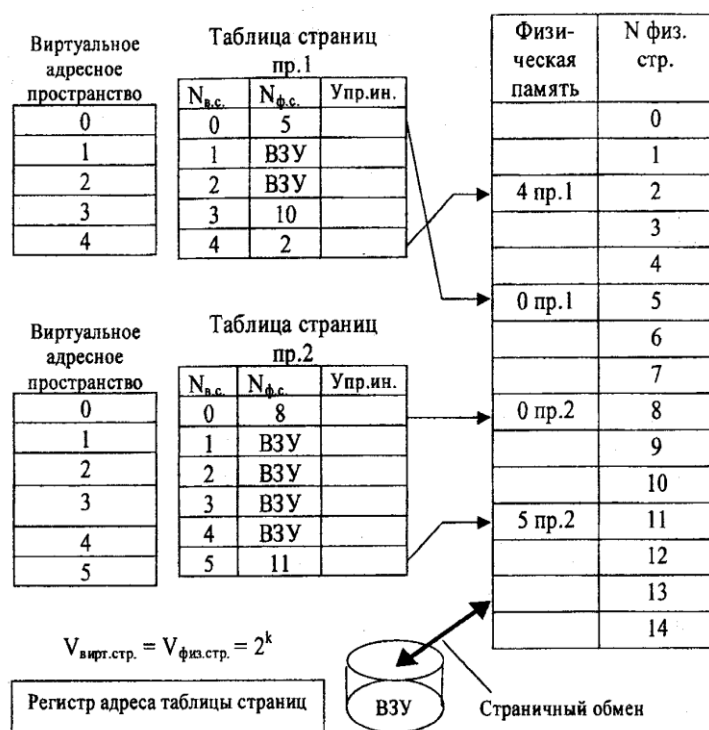 Виртуальное
адресное
пространство
0
1
2
3
4
Таблица страниц
пр.1
Nв.с. Nф.с. Упр.ин.
0 5
1 ВЗУ
2 ВЗУ
3 10
4 2
Виртуальное
адресное
пространство
0
1
2
3
4
5
Таблица страниц
пр.2
Nв.с. Nф.с. Упр.ин.
0 8
1 ВЗУ
2 ВЗУ
3 ВЗУ
4 ВЗУ
5 11
Физи-
ческая
память
N физ.
стр.
0
1
4 пр.1 2
3
4
0 пр.1 5
6
7
0 пр.2 8
9
10
5 пр.2 11
12
13
14
Vвирт.стр. = Vфиз.стр. = 2^k
Регистр адреса таблицы страниц
ВЗУ
Страничный обмен